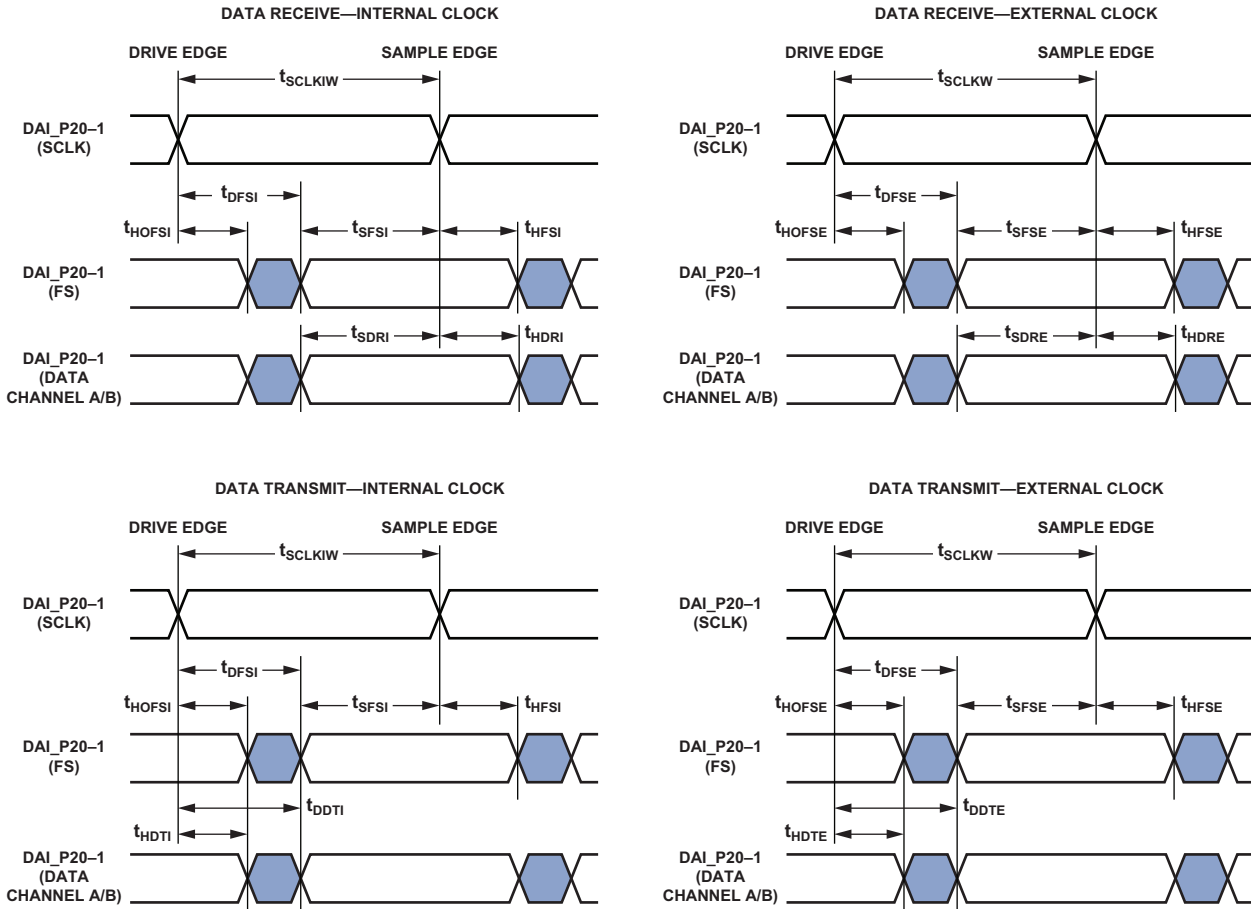 DATA RECEIVE—INTERNAL CLOCK
DRIVE EDGE
SAMPLE EDGE
tSCLKIW
DAI_P20–1
(SCLK)
tDFSI
tHOFSI
tSFSI
tHFSI
DAI_P20–1
(FS)
tSDRI
tHDRI
DAI_P20–1
(DATA
CHANNEL A/B)
DATA RECEIVE—EXTERNAL CLOCK
DRIVE EDGE
SAMPLE EDGE
tSCLKW
DAI_P20–1
(SCLK)
tDFSE
tHOFSE
tSFSE
tHFSE
DAI_P20–1
(FS)
tSDRE
tHDRE
DAI_P20–1
(DATA
CHANNEL A/B)
DATA TRANSMIT—INTERNAL CLOCK
DRIVE EDGE
SAMPLE EDGE
tSCLKIW
DAI_P20–1
(SCLK)
tDFSI
tHOFSI
tSFSI
tHFSI
DAI_P20–1
(FS)
tDDTI
tHDTI
DAI_P20–1
(DATA
CHANNEL A/B)
DATA TRANSMIT—EXTERNAL CLOCK
DRIVE EDGE
SAMPLE EDGE
tSCLKW
DAI_P20–1
(SCLK)
tDFSE
tHOFSE
tSFSE
tHFSE
DAI_P20–1
(FS)
tDDTE
tHDTE
DAI_P20–1
(DATA
CHANNEL A/B)